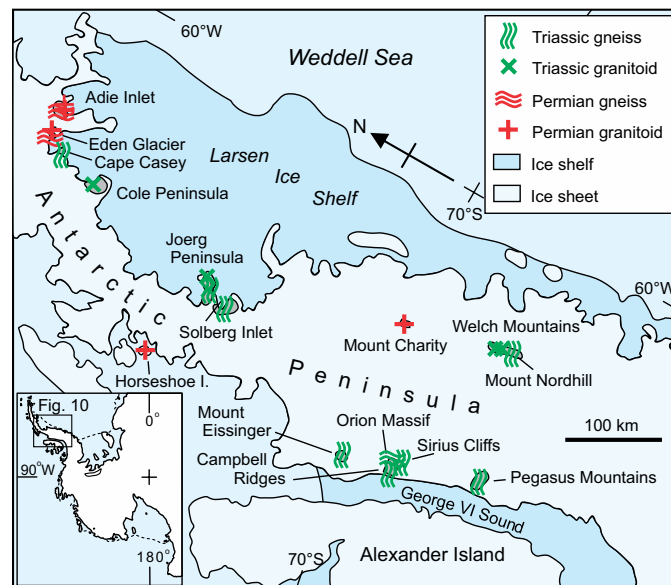 60°W
Weddell Sea
Triassic gneiss
Triassic granitoid
Permian gneiss
Permian granitoid
Ice shelf
Ice sheet
Adie Inlet
Eden Glacier
Cape Casey
Cole Peninsula
Larsen
Ice
Shelf
N
70°S
60°W
Antarctic
Peninsula
Joerg
Peninsula
Solberg Inlet
Horseshoe I.
Mount Charity
Welch Mountains
Mount Nordhill
100 km
Mount
Eissinger
Orion Massif
Sirius Cliffs
Campbell
Ridges
Pegasus Mountains
George VI Sound
Alexander Island
70°S
Fig. 10
0°
90°W
180°